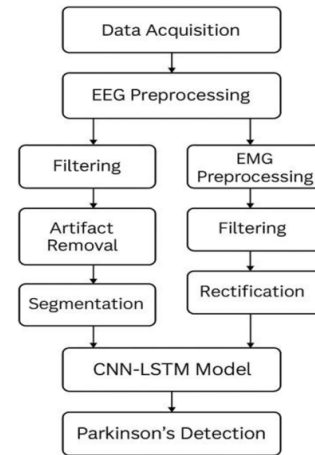 Data Acquisition
EEG Preprocessing
Filtering
Artifact
Removal
Segmentation
EMG
Preprocessing
Filtering
Rectification
CNN-LSTM Model
Parkinson's Detection